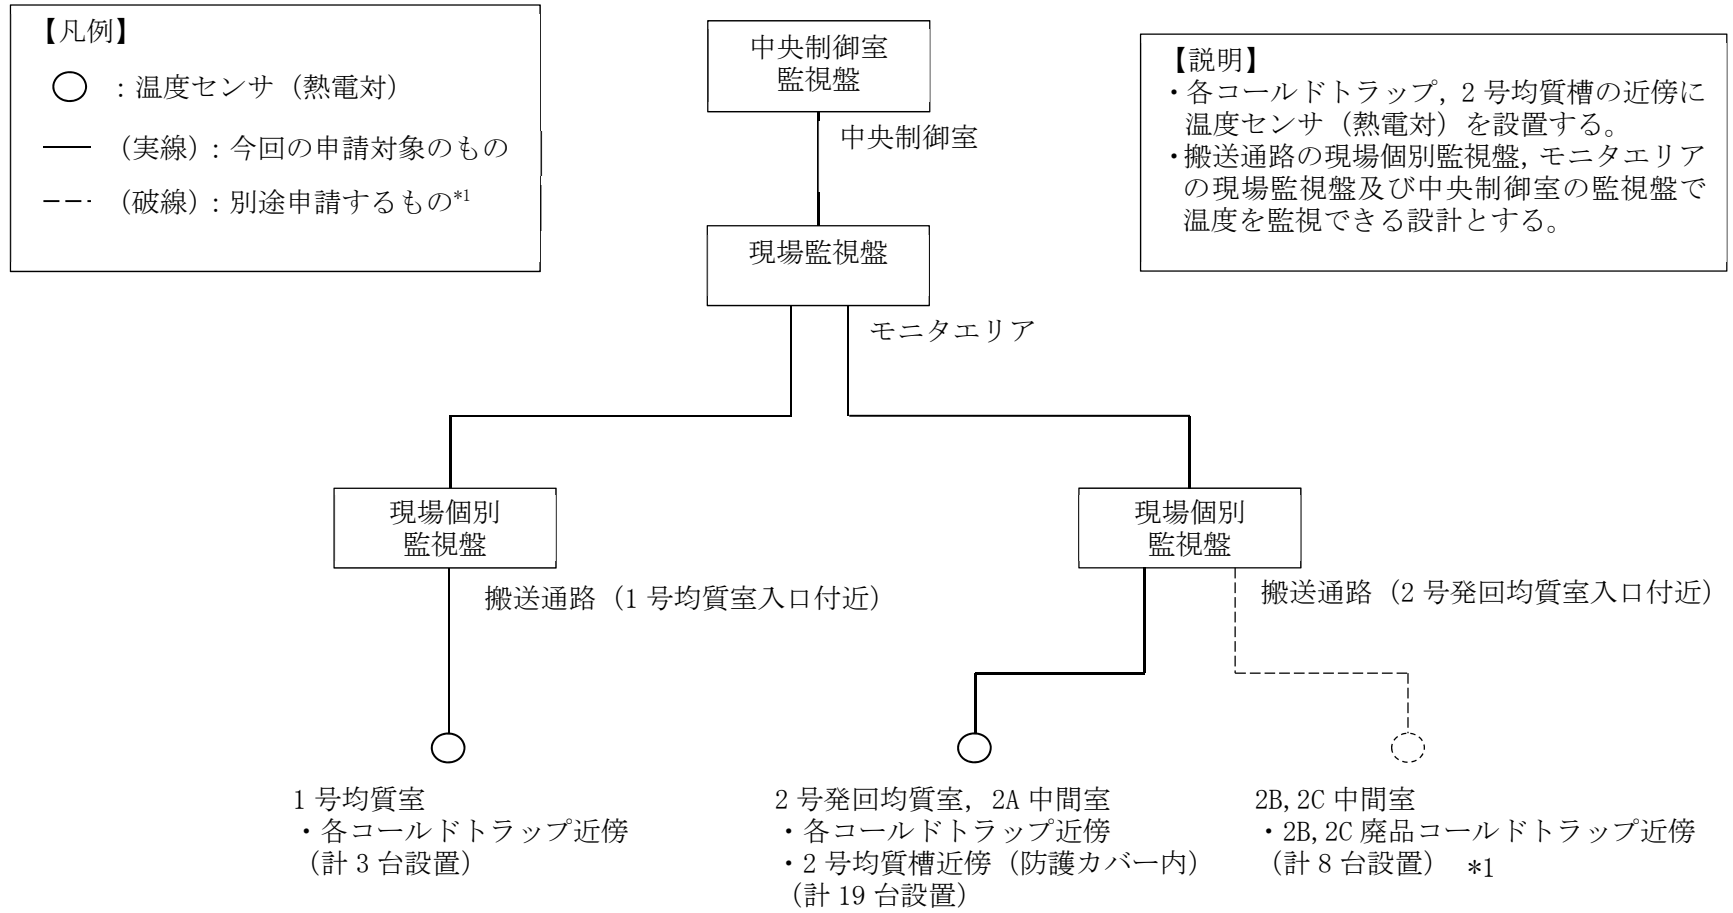 【凡例】
○ : 温度センサ (熱電対)
(実線) : 今回の申請対象のもの
(破線) : 別途申請するもの*1
中央制御室
監視盤
中央制御室
【説明】
・各コールドトラップ, 2 号均質槽の近傍に
温度センサ (熱電対) を設置する。
・搬送通路の現場個別監視盤, モニタエリア
の現場監視盤及び中央制御室の監視盤で
温度を監視できる設計とする。
現場監視盤
モニタエリア
現場個別
監視盤
搬送通路 (1 号均質室入口付近)
現場個別
監視盤
搬送通路 (2 号発回均質室入口付近)
1 号均質室
・各コールドトラップ近傍
(計 3 台設置)
2 号発回均質室, 2A 中間室
・各コールドトラップ近傍
・2 号均質槽近傍 (防護カバー内)
(計 19 台設置)
2B, 2C 中間室
・2B, 2C 廃品コールドトラップ近傍
(計 8 台設置) *1